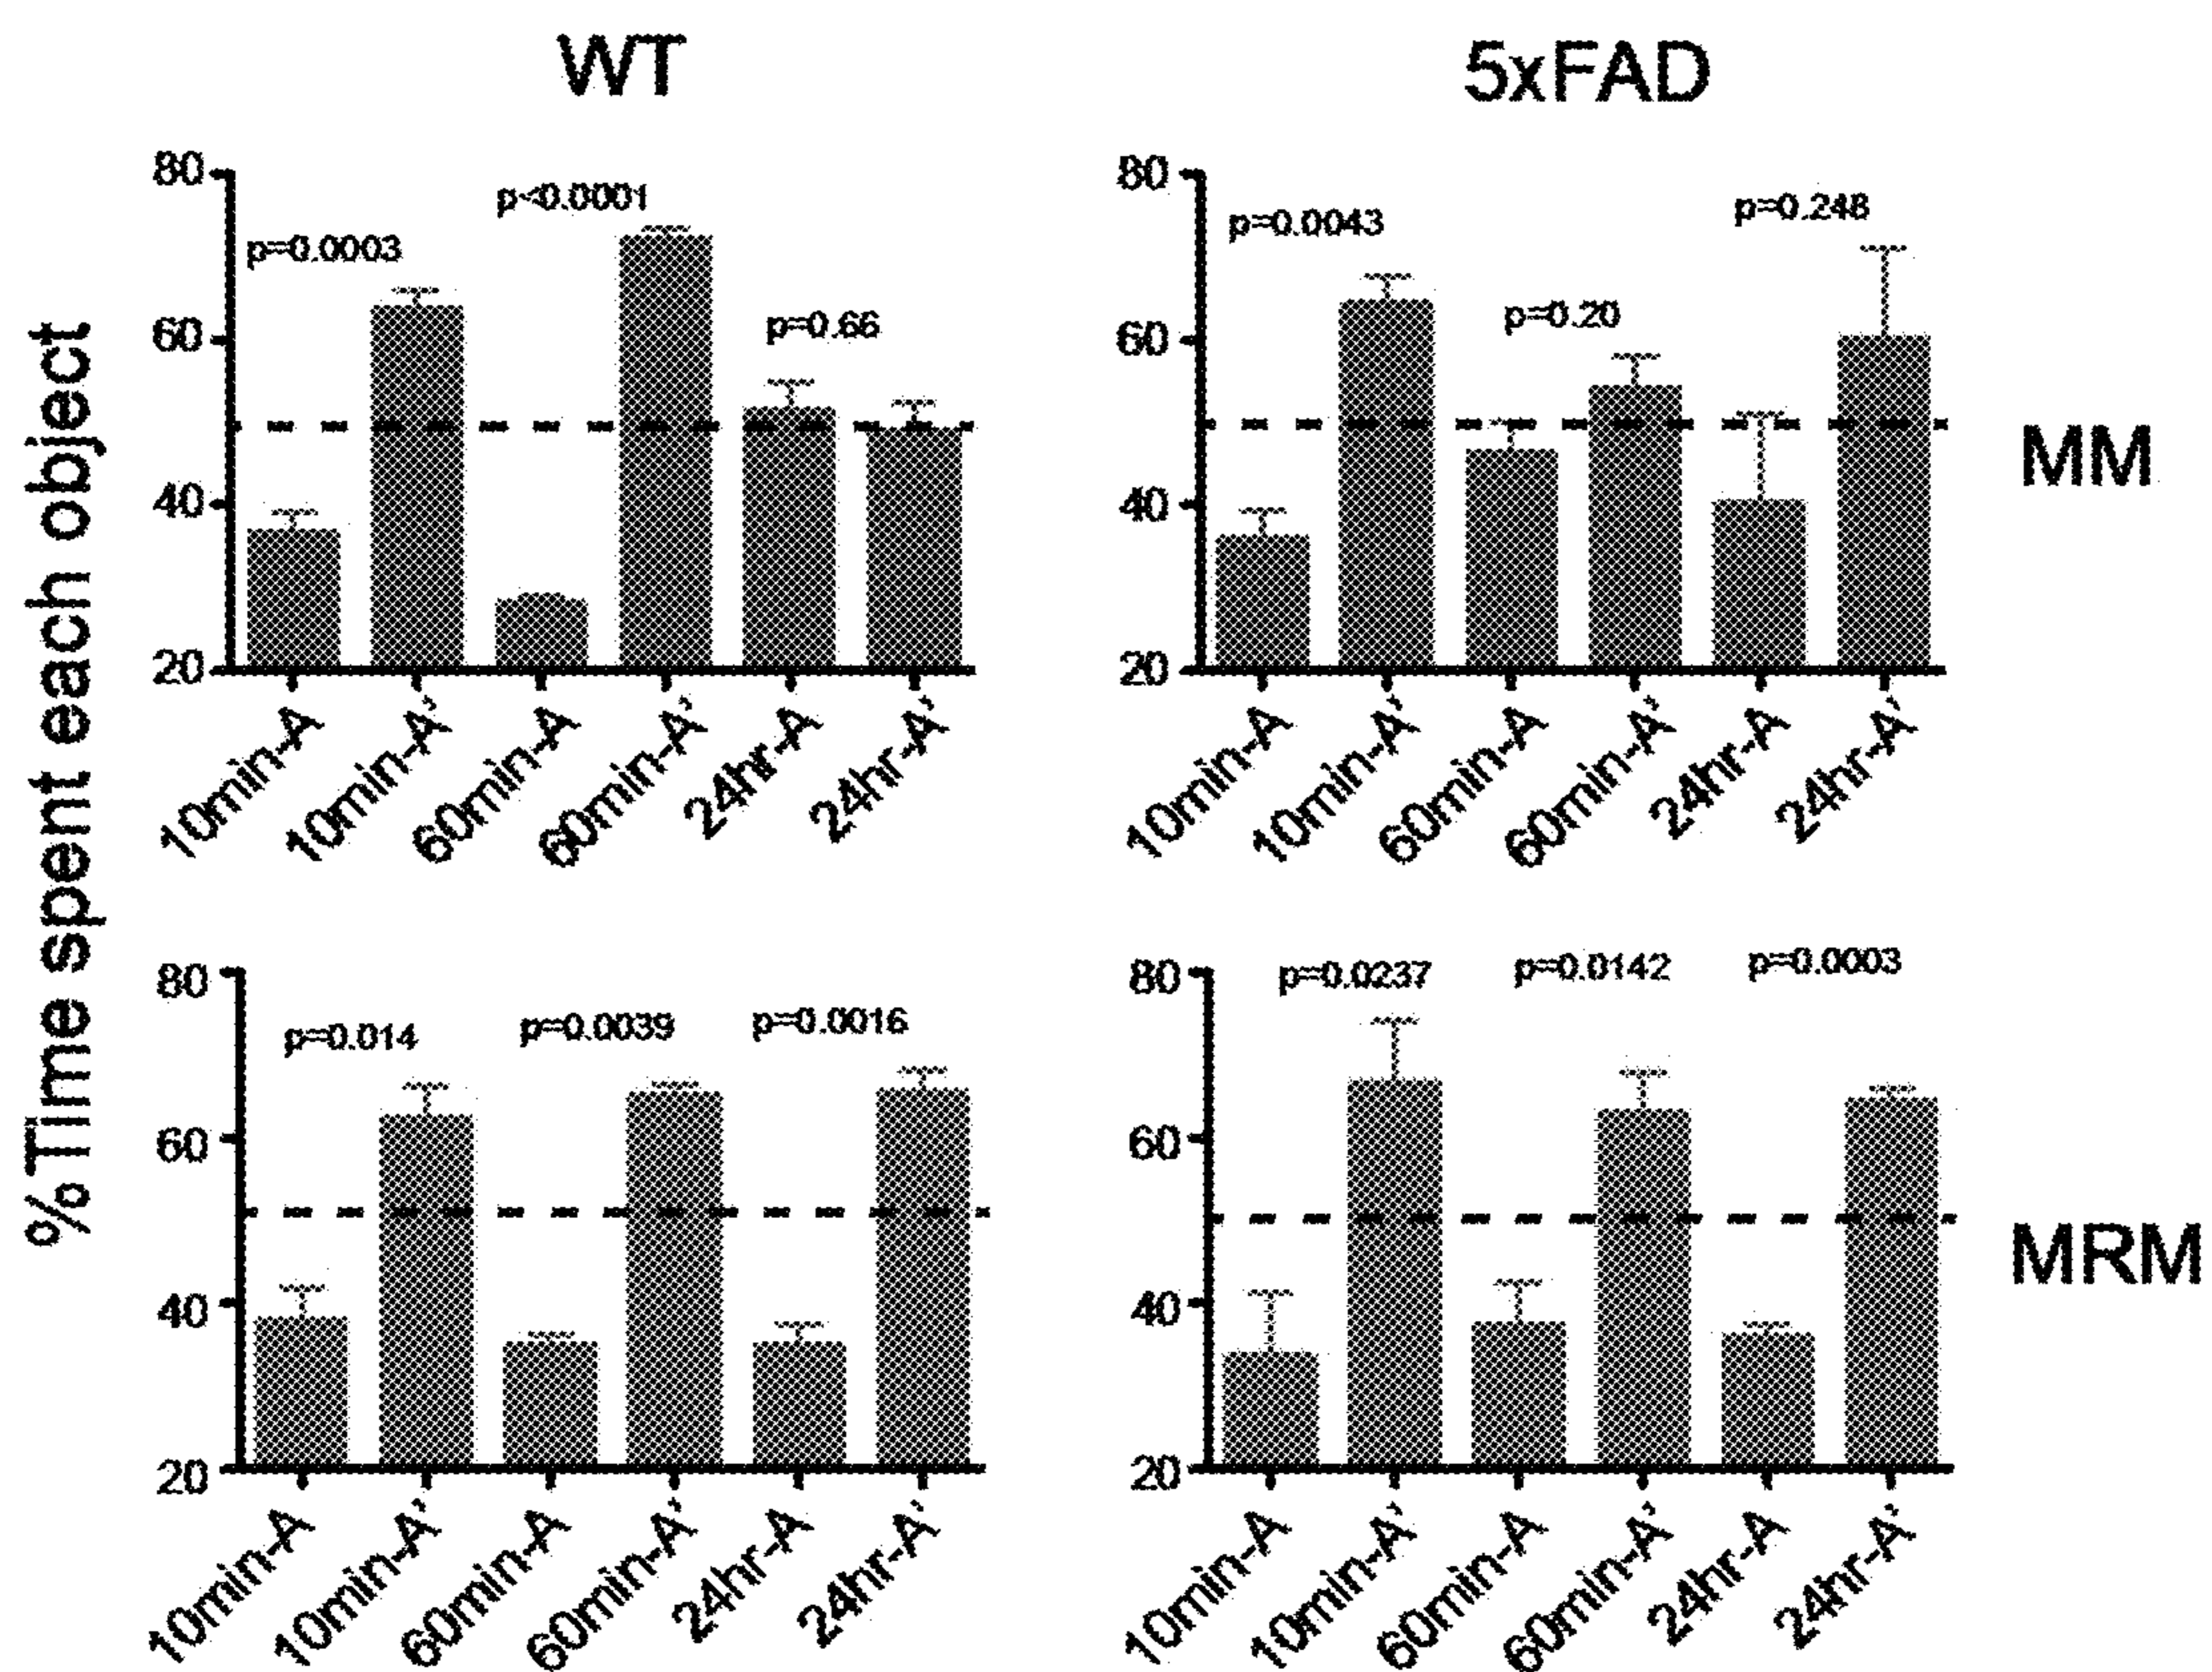 WT
5xFAD
%Time spent each object
80
60
40
20
p=0.0003
p<0.0001
p=0.66
10min-A
10min-A'
60min-A
60min-A'
24hr-A
24hr-A'
80
60
40
20
p=0.0043
p=0.20
p=0.248
10min-A
10min-A'
60min-A
60min-A'
24hr-A
24hr-A'
MM
80
60
40
20
p=0.014
p=0.0039
p=0.0016
10min-A
10min-A'
60min-A
60min-A'
24hr-A
24hr-A'
80
60
40
20
p=0.0237
p=0.0142
p=0.0003
10min-A
10min-A'
60min-A
60min-A'
24hr-A
24hr-A'
MRM